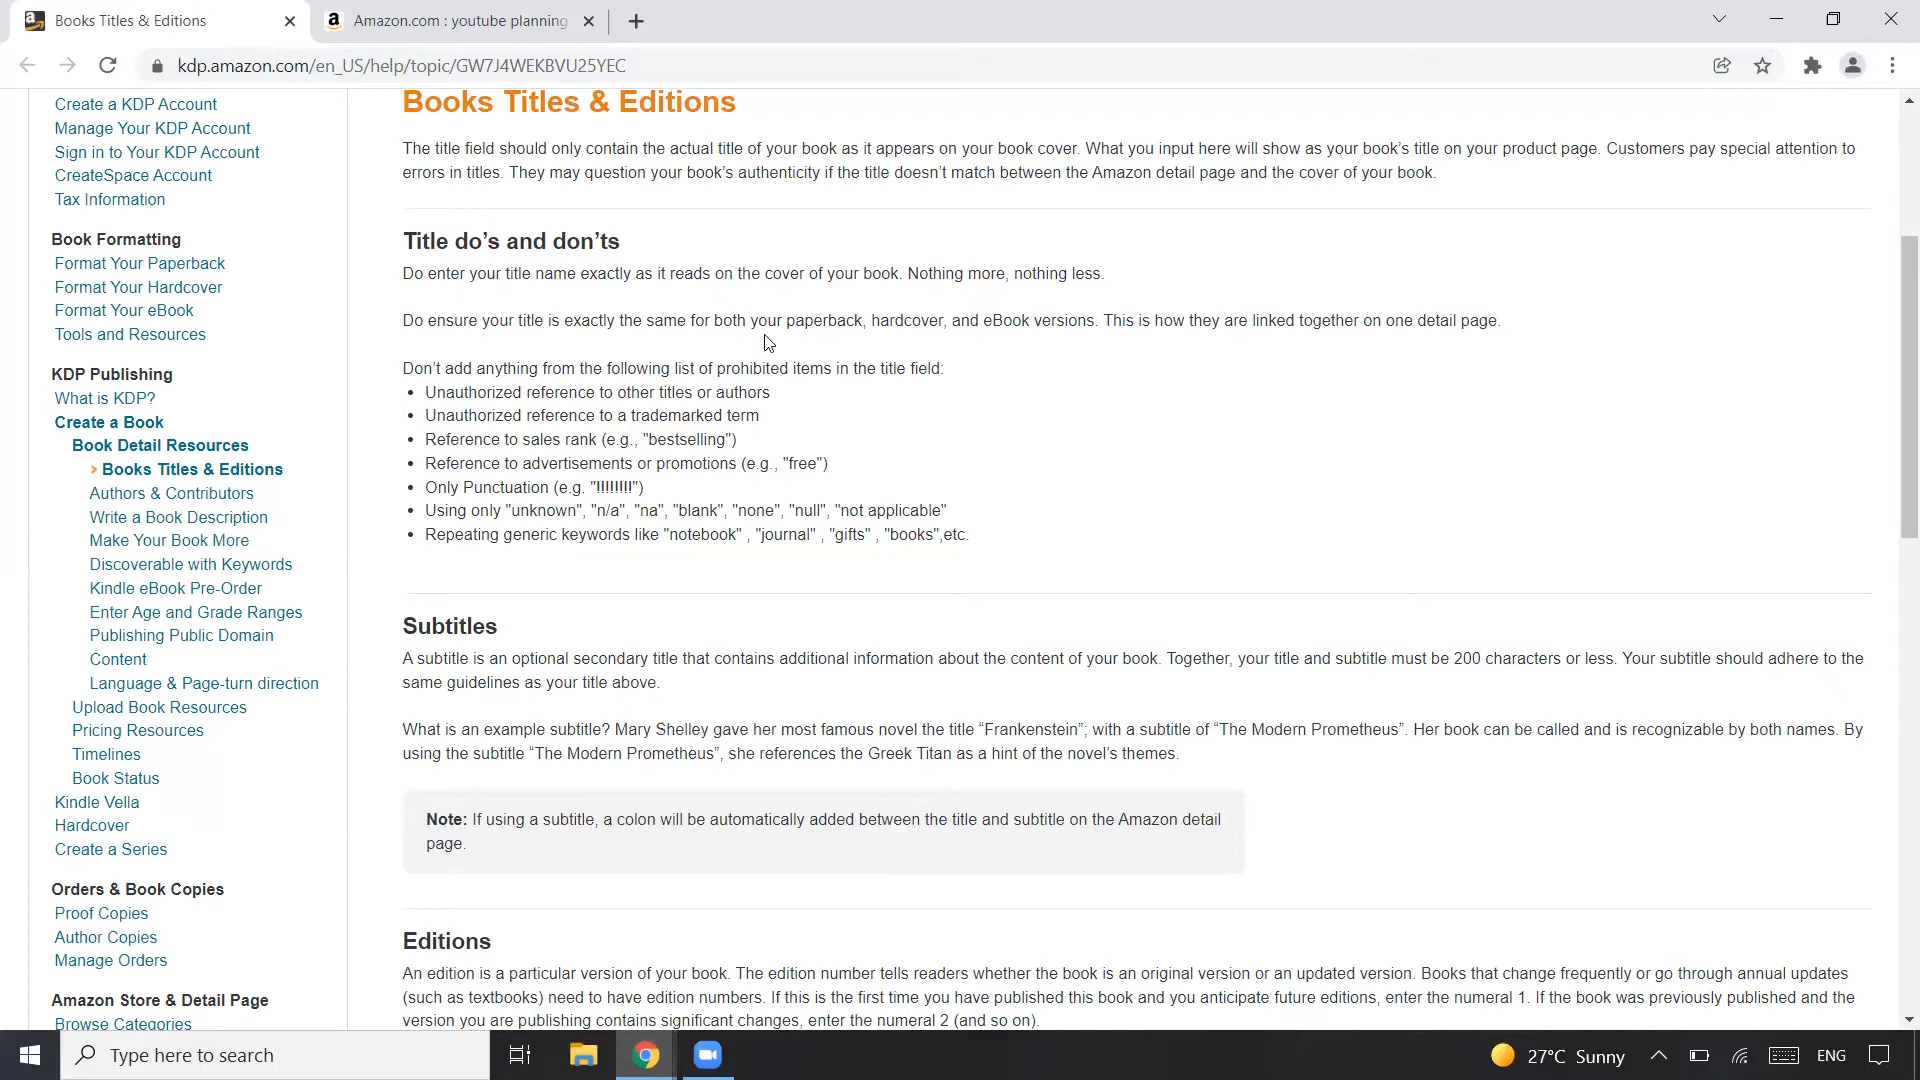 Books Titles & Editions
Amazon.com : youtube planning
kdp.amazon.com/en_US/help/topic/GW7J4WEKBVU25YEC
Create a KDP Account
Manage Your KDP Account
Sign in to Your KDP Account
CreateSpace Account
Tax Information
Book Formatting
Format Your Paperback
Format Your Hardcover
Format Your eBook
Tools and Resources
KDP Publishing
What is KDP?
Create a Book
Book Detail Resources
> Books Titles & Editions
Authors & Contributors
Write a Book Description
Make Your Book More
Discoverable with Keywords
Kindle eBook Pre-Order
Enter Age and Grade Ranges
Publishing Public Domain
Content
Language & Page-turn direction
Upload Book Resources
Pricing Resources
Timelines
Book Status
Kindle Vella
Hardcover
Create a Series
Orders & Book Copies
Proof Copies
Author Copies
Manage Orders
Amazon Store & Detail Page
Browse Categories
Books Titles & Editions
The title field should only contain the actual title of your book as it appears on your book cover. What you input here will show as your book's title on your product page. Customers pay special attention to
errors in titles. They may question your book's authenticity if the title doesn't match between the Amazon detail page and the cover of your book.
Title do's and don'ts
Do enter your title name exactly as it reads on the cover of your book. Nothing more, nothing less.
Do ensure your title is exactly the same for both your paperback, hardcover, and eBook versions. This is how they are linked together on one detail page.
Don't add anything from the following list of prohibited items in the title field:
• Unauthorized reference to other titles or authors
• Unauthorized reference to a trademarked term
• Reference to sales rank (e.g., "bestselling")
• Reference to advertisements or promotions (e.g., "free")
• Only Punctuation (e.g. "!!!!!!!!")
• Using only "unknown", "n/a", "na", "blank", "none", "null", "not applicable"
• Repeating generic keywords like "notebook" , "journal" , "gifts" , "books",etc.
Subtitles
A subtitle is an optional secondary title that contains additional information about the content of your book. Together, your title and subtitle must be 200 characters or less. Your subtitle should adhere to the
same guidelines as your title above.
What is an example subtitle? Mary Shelley gave her most famous novel the title “Frankenstein”; with a subtitle of “The Modern Prometheus”. Her book can be called and is recognizable by both names. By
using the subtitle “The Modern Prometheus”, she references the Greek Titan as a hint of the novel's themes.
Note: If using a subtitle, a colon will be automatically added between the title and subtitle on the Amazon detail
page.
Editions
An edition is a particular version of your book. The edition number tells readers whether the book is an original version or an updated version. Books that change frequently or go through annual updates
(such as textbooks) need to have edition numbers. If this is the first time you have published this book and you anticipate future editions, enter the numeral 1. If the book was previously published and the
version you are publishing contains significant changes, enter the numeral 2 (and so on).
Type here to search
27°C Sunny
ENG